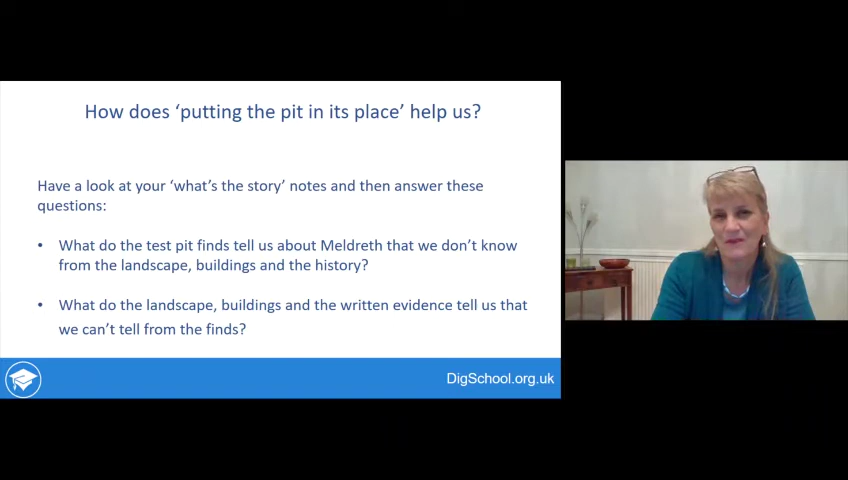 How does ‘putting the pit in its place’ help us?
Have a look at your ‘what’s the story’ notes and then answer these
questions:
• What do the test pit finds tell us about Meldreth that we don’t know
from the landscape, buildings and the history?
• What do the landscape, buildings and the written evidence tell us that
we can’t tell from the finds?
DigSchool.org.uk